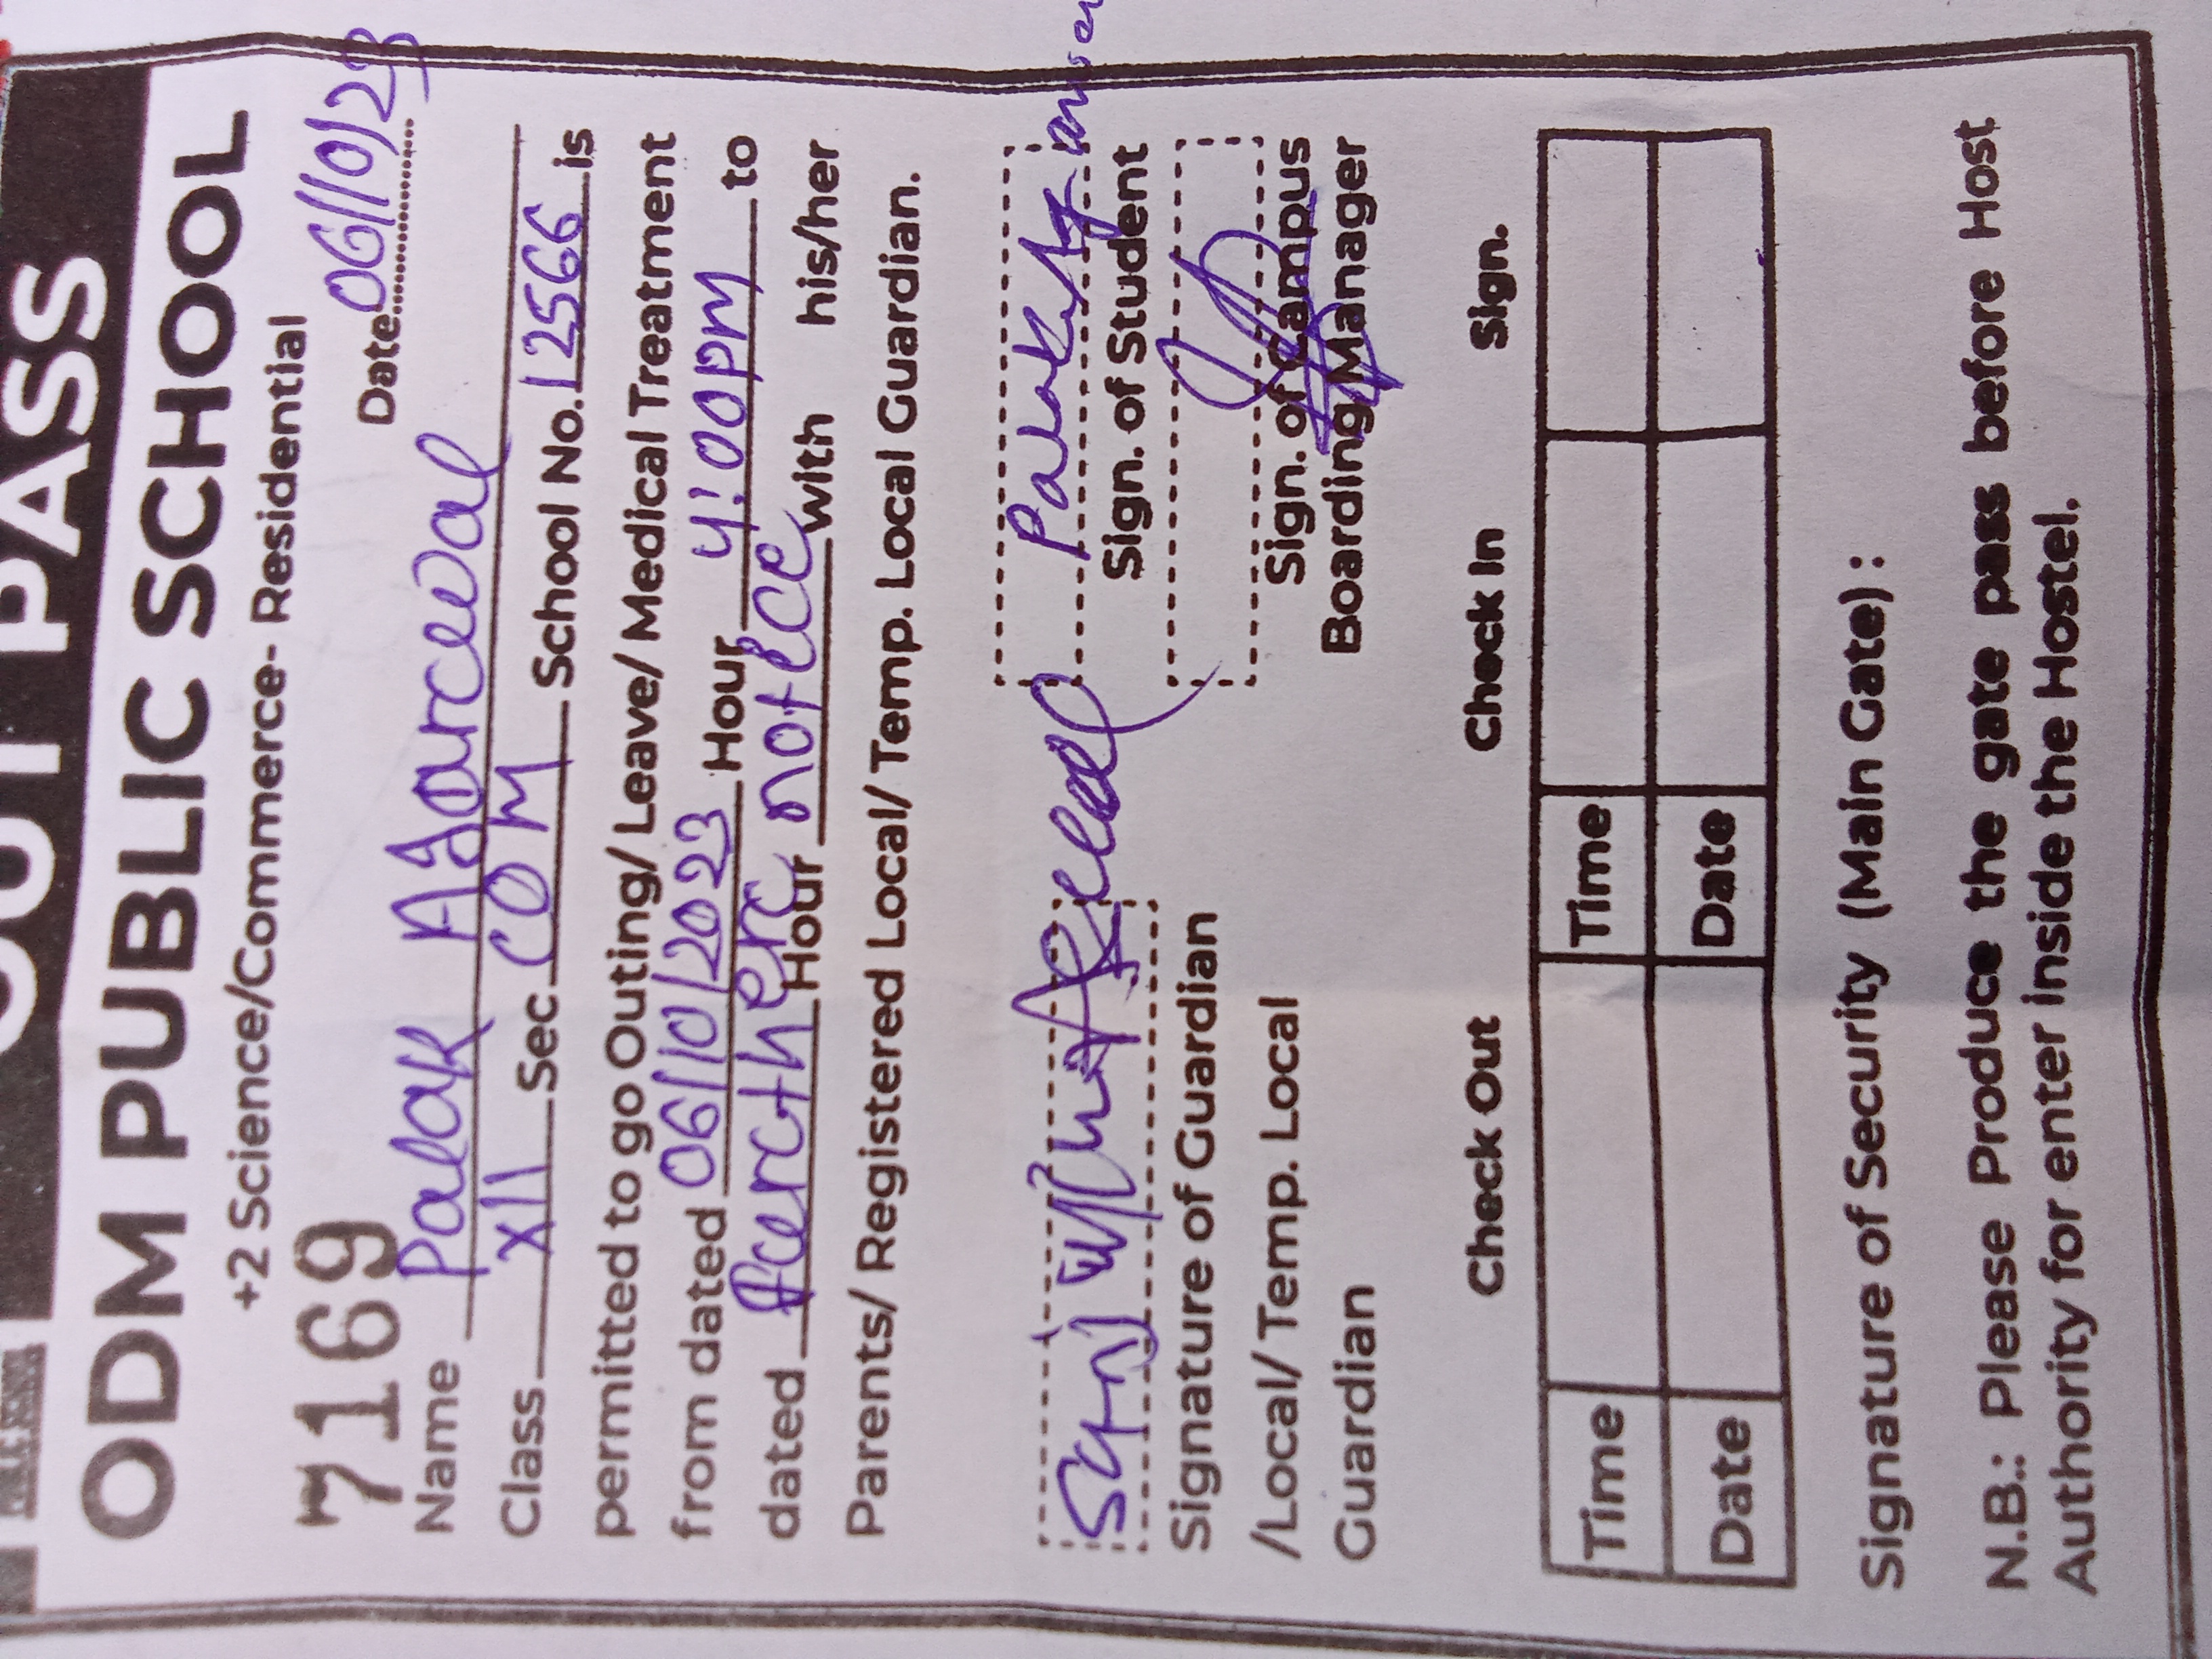 OUT PASS
ODM PUBLIC SCHOOL
+2 Science/Commerce- Residential
7169
Date 06/10/23
Name Palak Agarwal
Class XII Sec COM School No. 12566 is
permitted to go Outing/ Leave/ Medical Treatment
from dated 06/10/2023 Hour 4:00PM to
dated further Hour notice with his/her
Parents/ Registered Local/ Temp. Local Guardian.
Signature of Guardian
/Local/ Temp. Local
Guardian
Sign. of Student
Sign. of Campus
Boarding Manager
Check Out Check In Sign.
Time Time
Date Date
Signature of Security (Main Gate) :
N.B.: Please Produce the gate pass before Host
Authority for enter inside the Hostel.